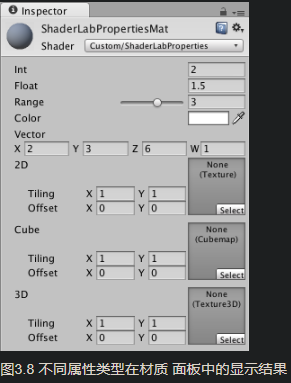 Inspector
ShaderLabPropertiesMat
Shader Custom/ShaderLabProperties
Int 2
Float 1.5
Range 3
Color
Vector
X 2 Y 3 Z 6 W 1
2D
None
(Texture)
Tiling X 1 Y 1
Offset X 0 Y 0
Select
Cube
None
(Cubemap)
Tiling X 1 Y 1
Offset X 0 Y 0
Select
3D
None
(Texture3D)
Tiling X 1 Y 1
Offset X 0 Y 0
Select
图3.8 不同属性类型在材质 面板中的显示结果